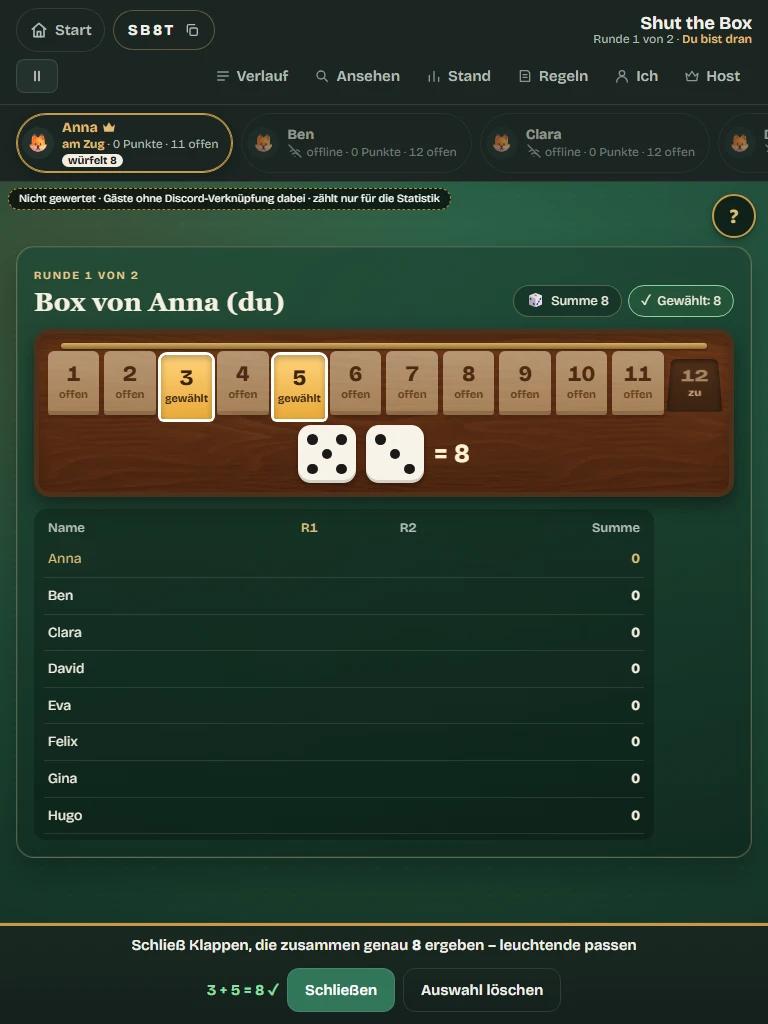 Start
SB8T
Shut the Box
Runde 1 von 2 · Du bist dran
Verlauf
Ansehen
Stand
Regeln
Ich
Host
Anna
am Zug · 0 Punkte · 11 offen
würfelt 8
Ben
offline · 0 Punkte · 12 offen
Clara
offline · 0 Punkte · 12 offen
Nicht gewertet · Gäste ohne Discord-Verknüpfung dabei · zählt nur für die Statistik
?
RUNDE 1 VON 2
Box von Anna (du)
Summe 8
✓ Gewählt: 8
1 2 3 4 5 6 7 8 9 10 11 12
offen offen gewählt offen gewählt offen offen offen offen offen offen zu
= 8
Name R1 R2 Summe
Anna 0
Ben 0
Clara 0
David 0
Eva 0
Felix 0
Gina 0
Hugo 0
Schließ Klappen, die zusammen genau 8 ergeben – leuchtende passen
3 + 5 = 8 ✓
Schließen
Auswahl löschen